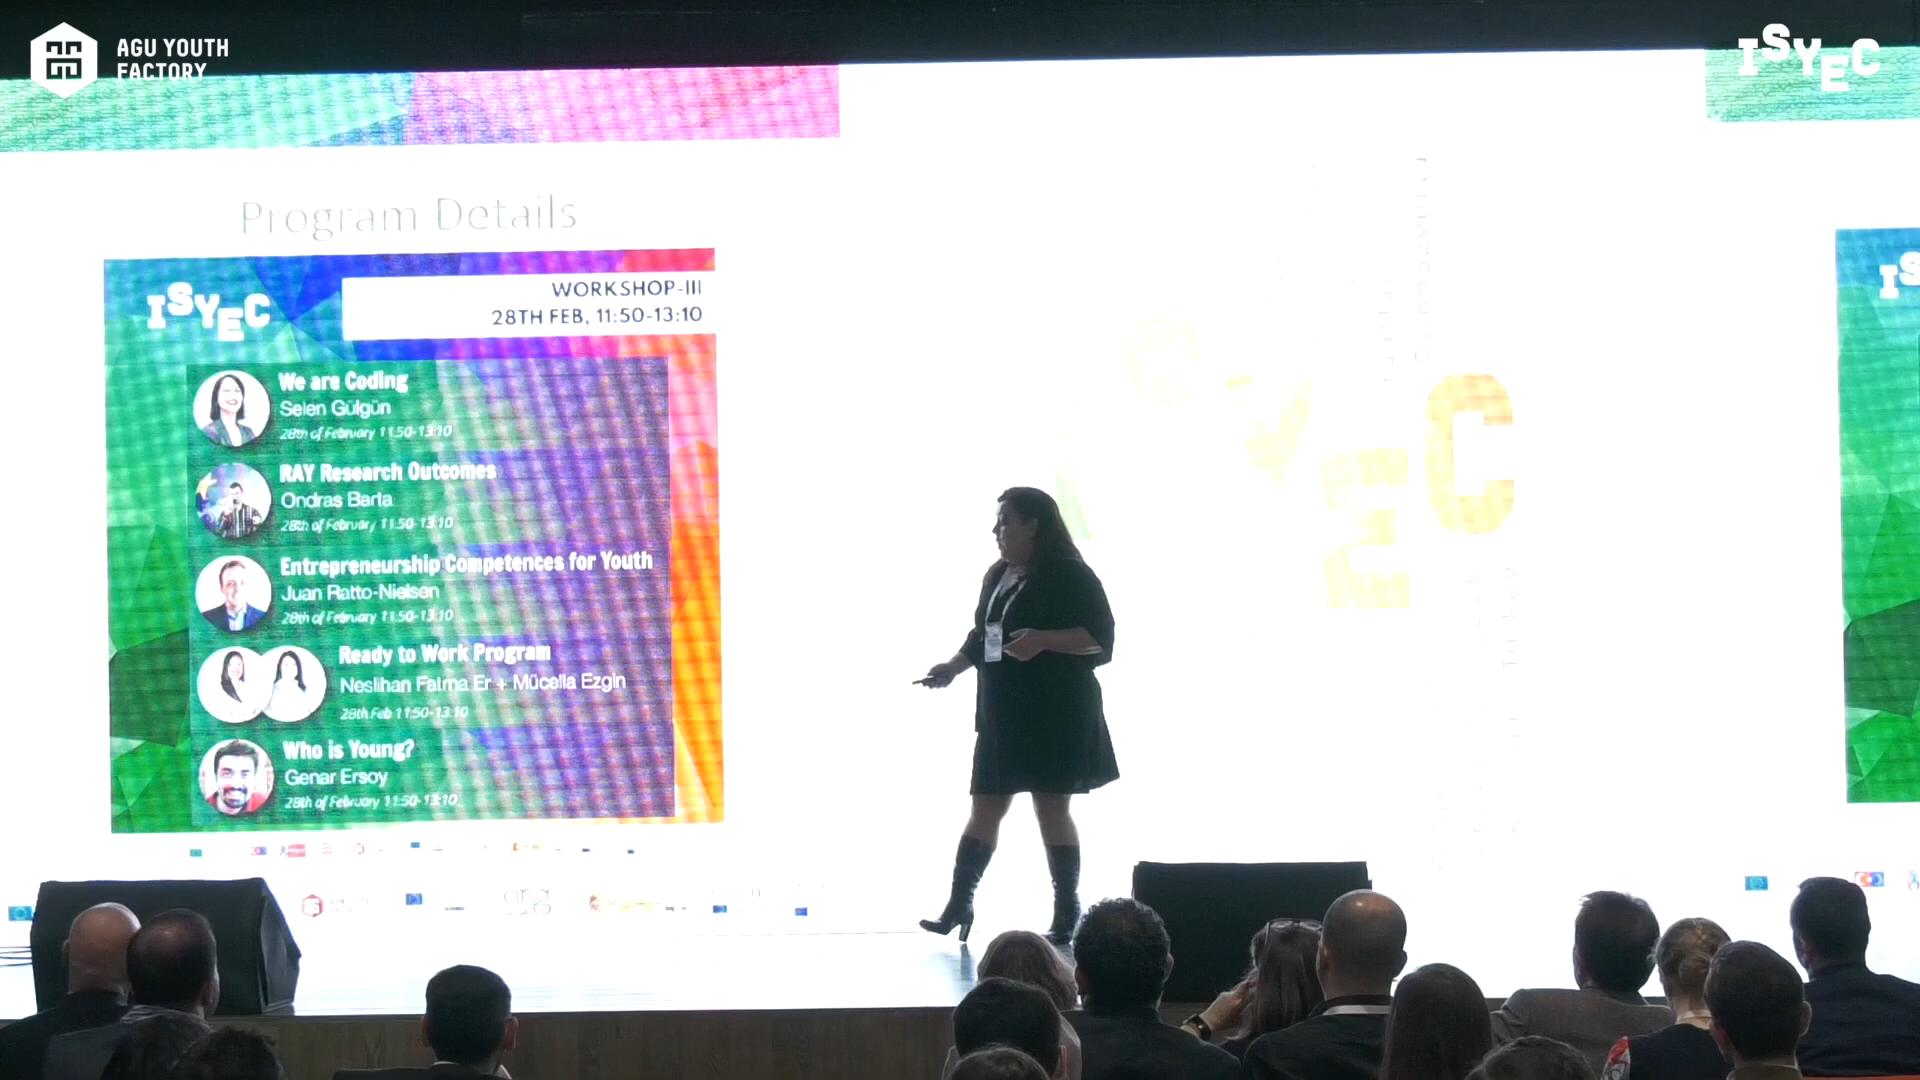 AGU YOUTH
FACTORY
ISYEC
Program Details
ISYEC
WORKSHOP-III
28TH FEB, 11:50-13:10
We are Coding
Selen Gülgün
28th of February 11:50-13:10
RAY Research Outcomes
Ondras Barta
28th of February 11:50-13:10
Entrepreneurship Competences for Youth
Juan Ratto-Nielsen
28th of February 11:50-13:10
Ready to Work Program
Neslihan Fatma Er + Mücella Ezgin
28th Feb 11:50-13:10
Who is Young?
Genar Ersoy
28th of February 11:50-13:10
SYEC
Turkey
IS